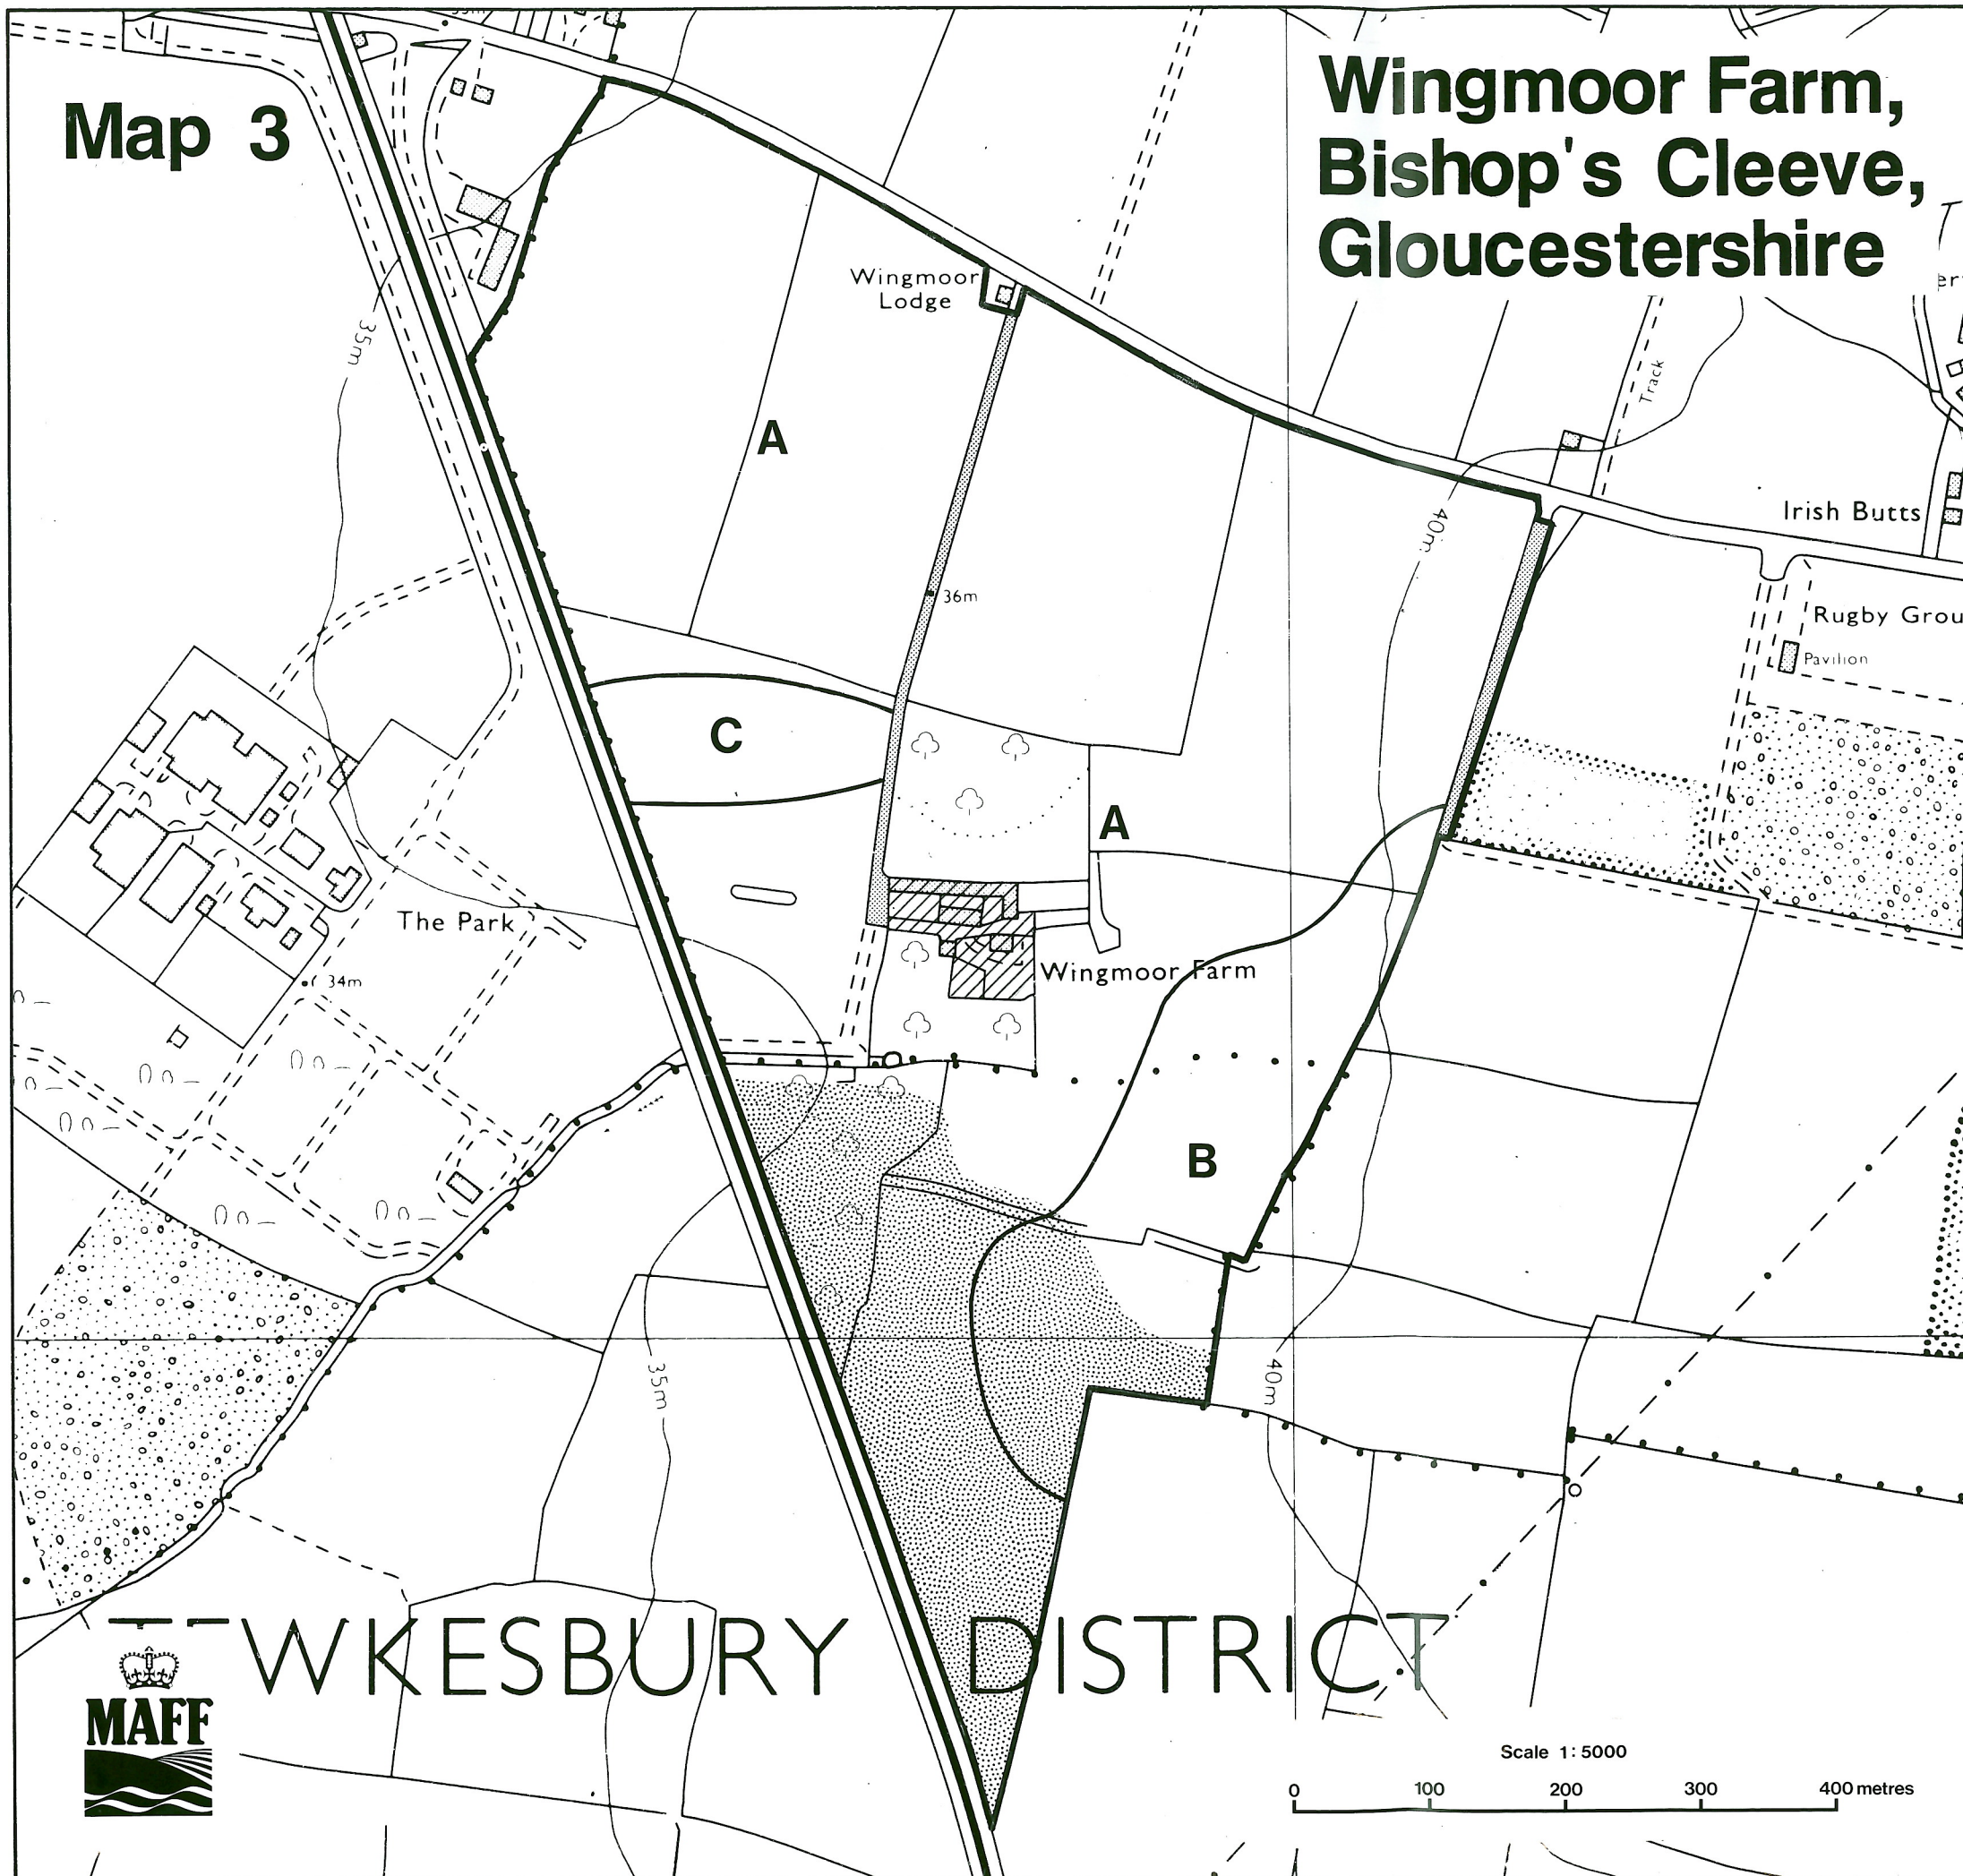 Map 3
Wingmoor Farm,
Bishop's Cleeve,
Gloucestershire
Wingmoor
Lodge
35m
A
Track
40m
Irish Butts
36m
Rugby Grou
Pavilion
C
A
The Park
Wingmoor Farm
34m
B
35m
40m
WKESBURY DISTRICT
MAFF
Scale 1:5000
0 100 200 300 400 metres